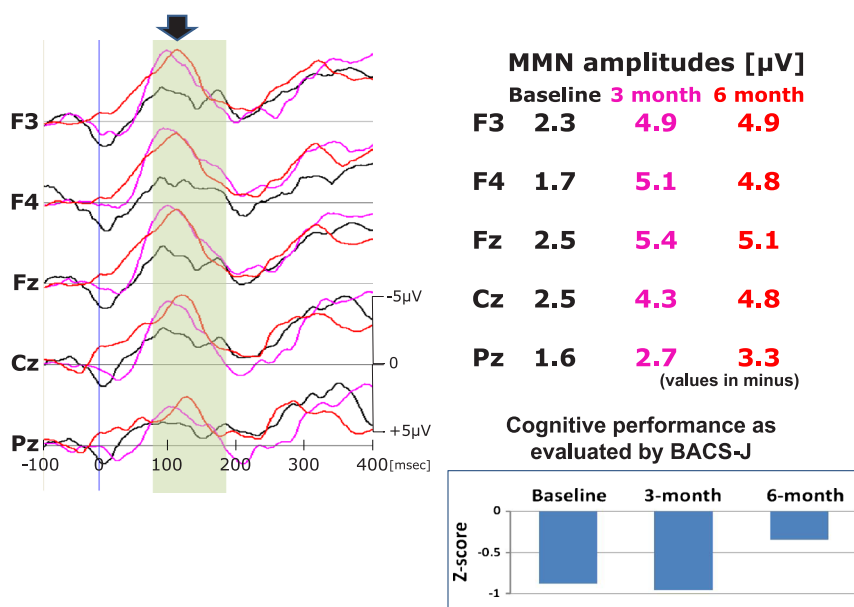 F3
F4
Fz
Cz
Pz
-5µV
0
+5µV
-100 0 100 200 300 400[msec]
MMN amplitudes [µV]
Baseline 3 month 6 month
F3 2.3 4.9 4.9
F4 1.7 5.1 4.8
Fz 2.5 5.4 5.1
Cz 2.5 4.3 4.8
Pz 1.6 2.7 3.3
(values in minus)
Cognitive performance as
evaluated by BACS-J
Baseline 3-month 6-month
Z-score
0
-0.5
-1